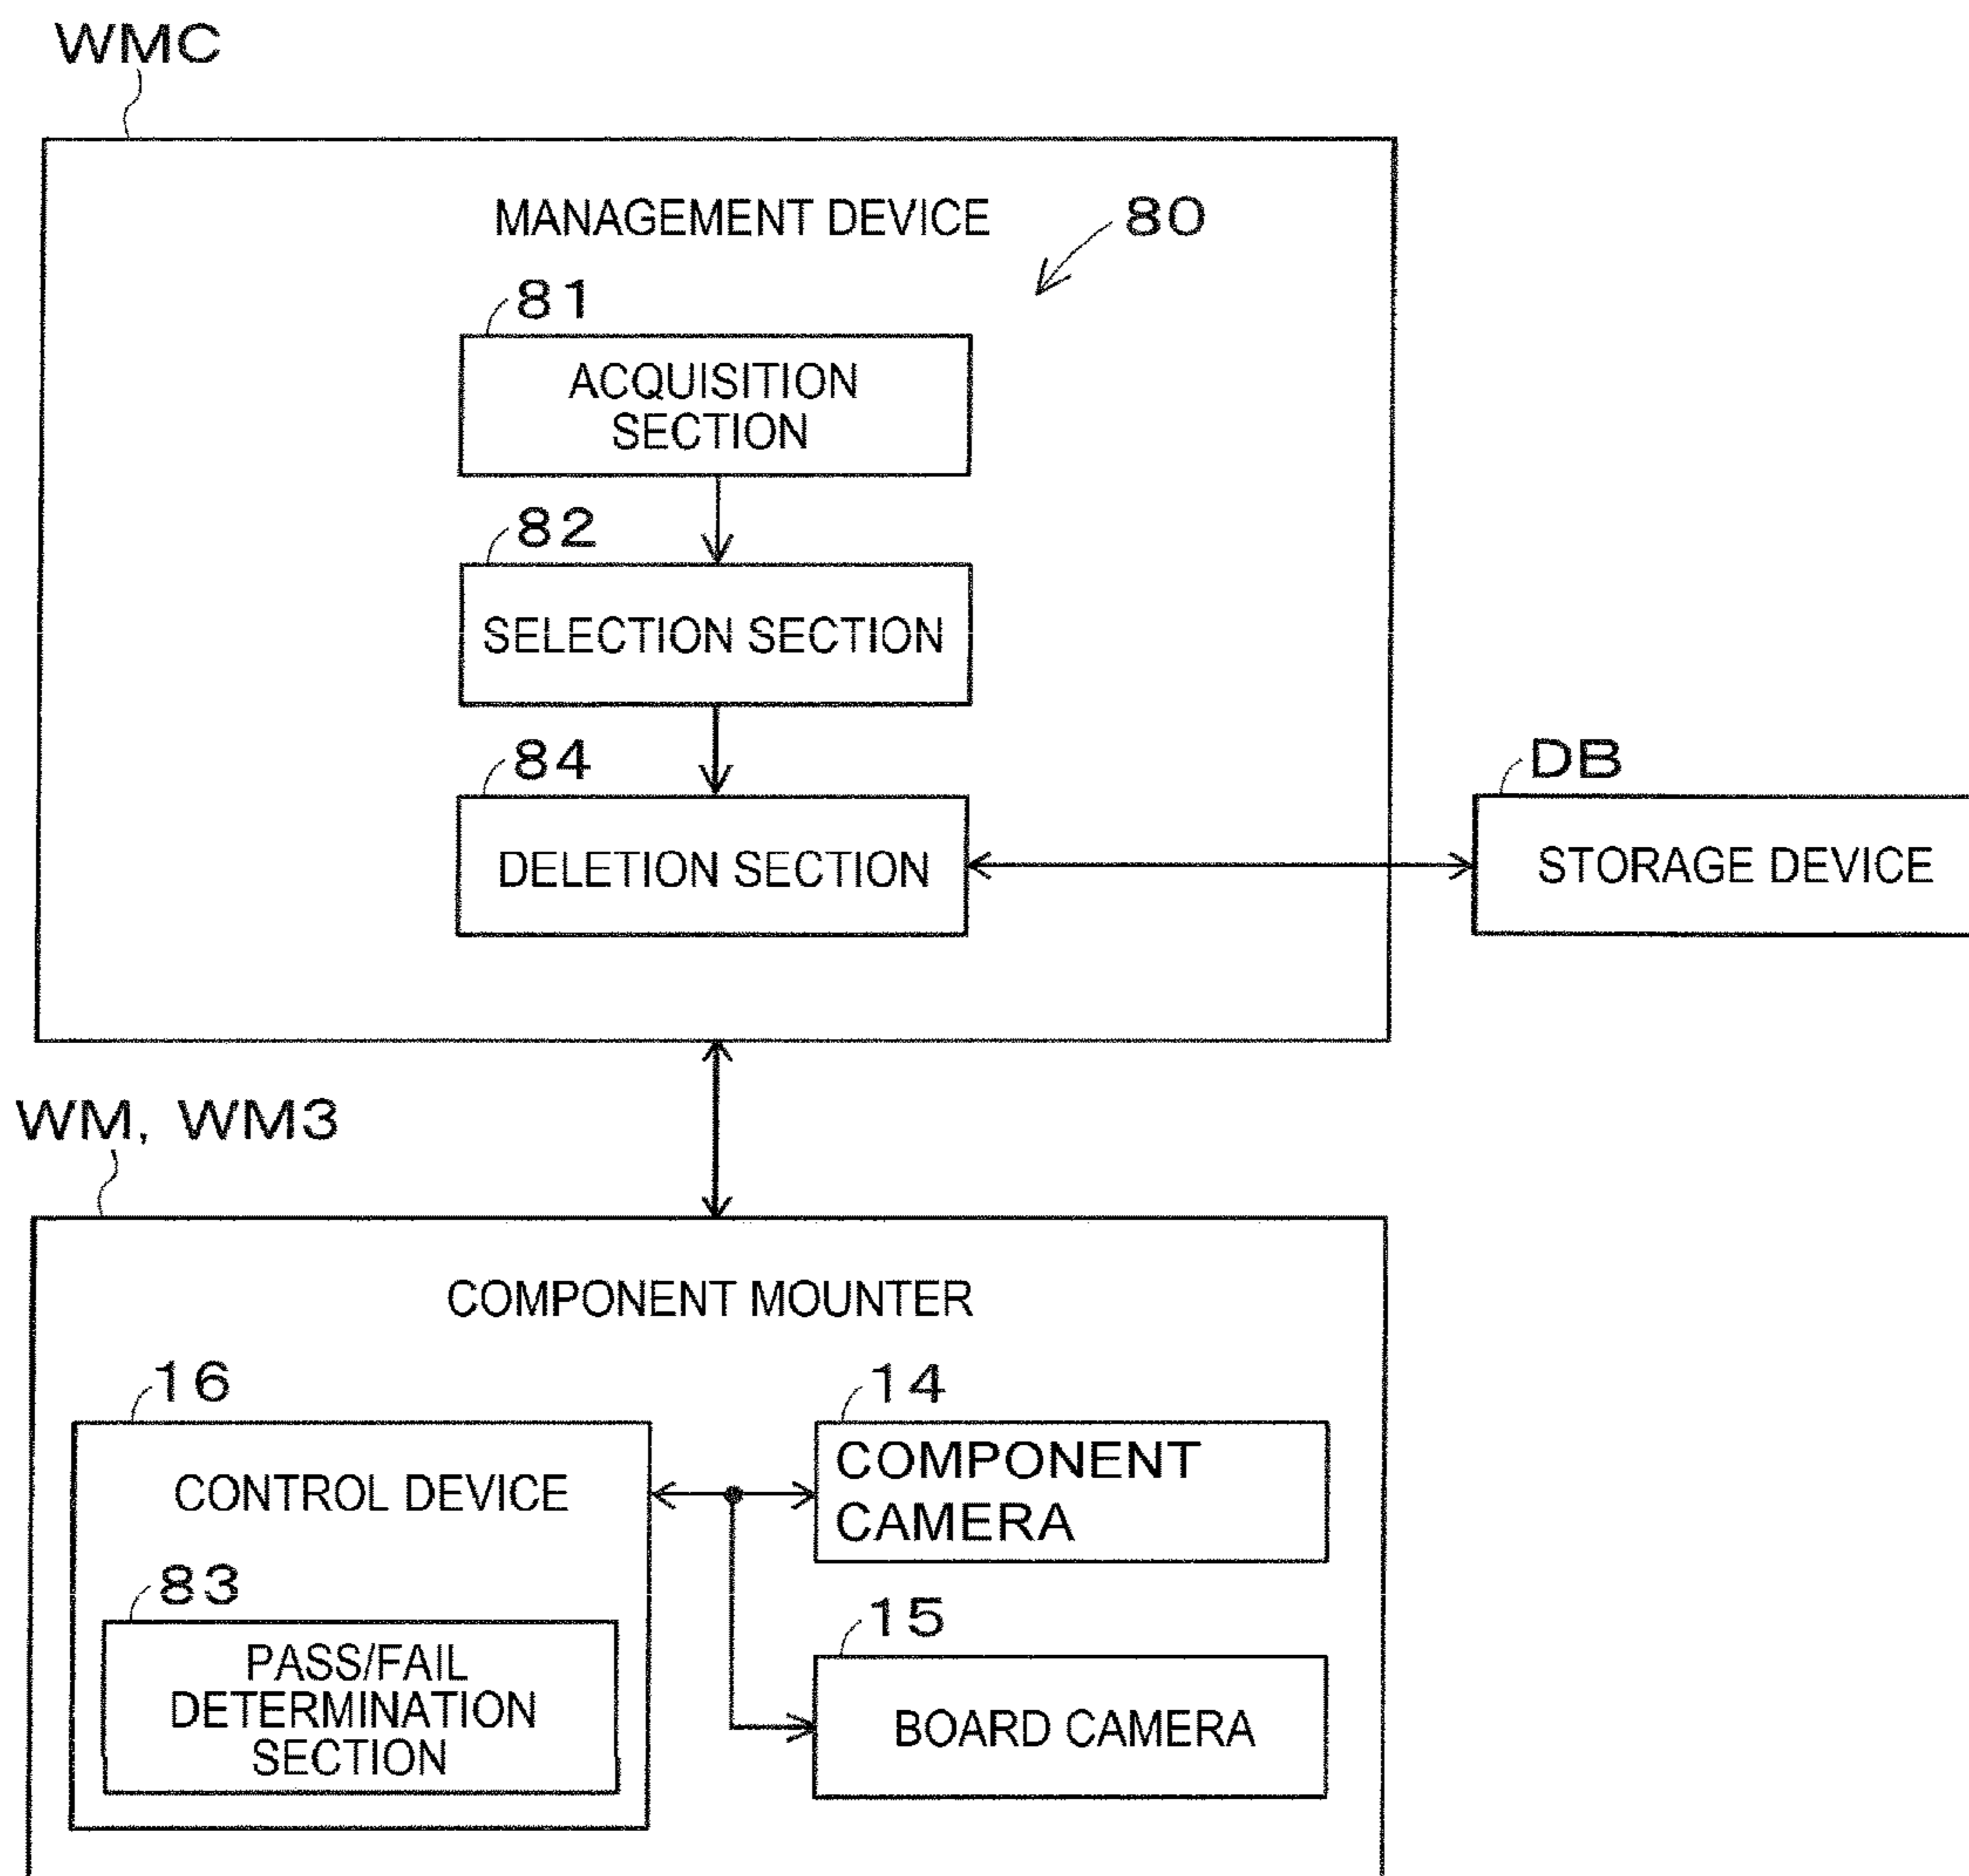 WMC
MANAGEMENT DEVICE
80
81
ACQUISITION
SECTION
82
SELECTION SECTION
84
DELETION SECTION
DB
STORAGE DEVICE
WM, WM3
COMPONENT MOUNTER
16
CONTROL DEVICE
14
COMPONENT
CAMERA
83
PASS/FAIL
DETERMINATION
SECTION
15
BOARD CAMERA